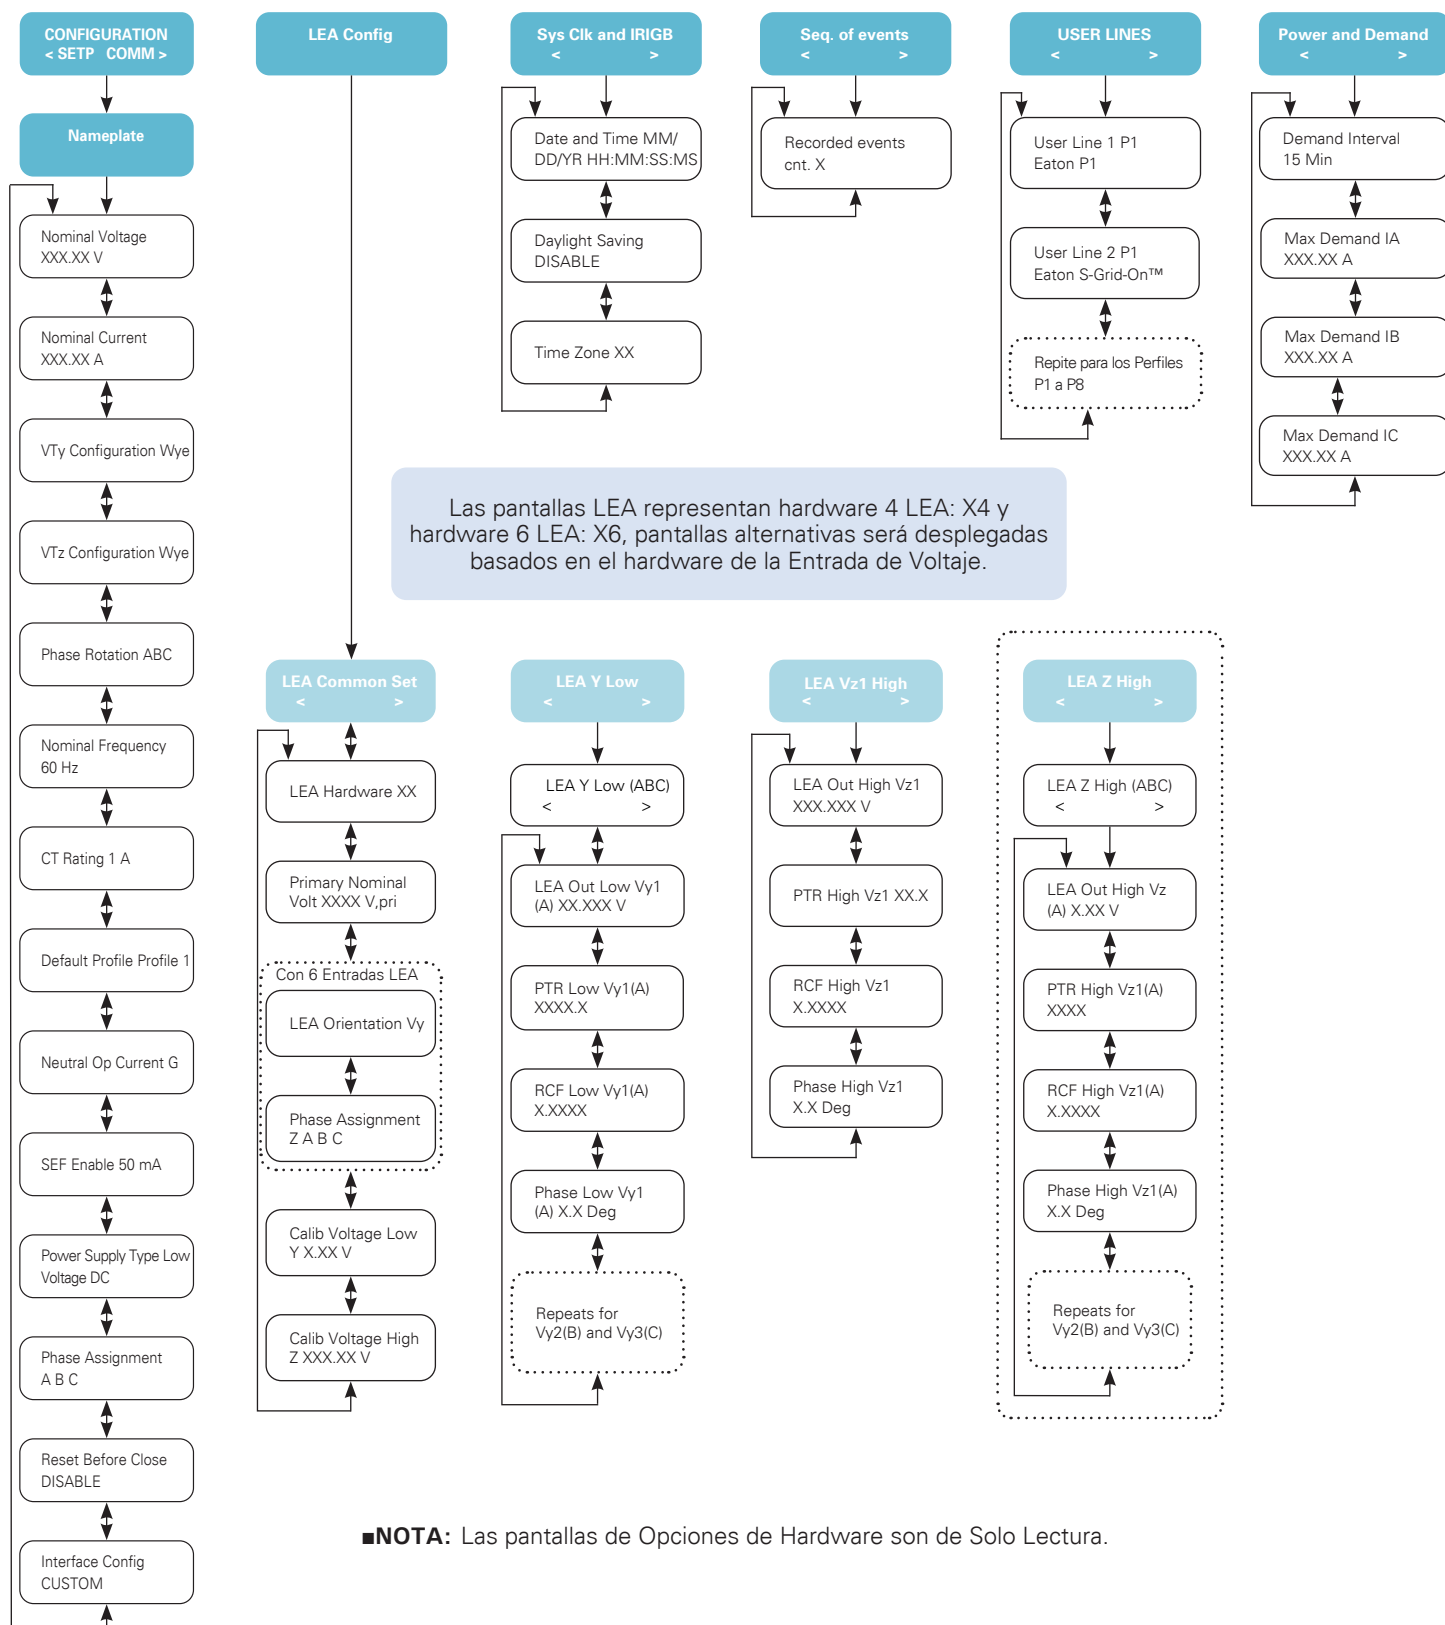 CONFIGURATION
< SETP COMM >
Nameplate
Nominal Voltage
XXX.XX V
Nominal Current
XXX.XX A
VTy Configuration Wye
VTz Configuration Wye
Phase Rotation ABC
Nominal Frequency
60 Hz
CT Rating 1 A
Default Profile Profile 1
Neutral Op Current G
SEF Enable 50 mA
Power Supply Type Low
Voltage DC
Phase Assignment
A B C
Reset Before Close
DISABLE
Interface Config
CUSTOM
LEA Config
Sys Clk and IRIGB
< >
Date and Time MM/
DD/YR HH:MM:SS:MS
Daylight Saving
DISABLE
Time Zone XX
Seq. of events
< >
Recorded events
cnt. X
USER LINES
< >
User Line 1 P1
Eaton P1
User Line 2 P1
Eaton S-Grid-On™
Repite para los Perfiles
P1 a P8
Power and Demand
< >
Demand Interval
15 Min
Max Demand IA
XXX.XX A
Max Demand IB
XXX.XX A
Max Demand IC
XXX.XX A
Las pantallas LEA representan hardware 4 LEA: X4 y
hardware 6 LEA: X6, pantallas alternativas será desplegadas
basados en el hardware de la Entrada de Voltaje.
LEA Common Set
< >
LEA Hardware XX
Primary Nominal
Volt XXXX V,pri
Con 6 Entradas LEA
LEA Orientation Vy
Phase Assignment
Z A B C
Calib Voltage Low
Y X.XX V
Calib Voltage High
Z XXX.XX V
LEA Y Low
< >
LEA Y Low (ABC)
< >
LEA Out Low Vy1
(A) XX.XXX V
PTR Low Vy1(A)
XXXX.X
RCF Low Vy1(A)
X.XXXX
Phase Low Vy1
(A) X.X Deg
Repeats for
Vy2(B) and Vy3(C)
LEA Vz1 High
< >
LEA Out High Vz1
XXX.XXX V
PTR High Vz1 XX.X
RCF High Vz1
X.XXXX
Phase High Vz1
X.X Deg
LEA Z High
< >
LEA Z High (ABC)
< >
LEA Out High Vz
(A) X.XX V
PTR High Vz1(A)
XXXX
RCF High Vz1(A)
X.XXXX
Phase High Vz1(A)
X.X Deg
Repeats for
Vy2(B) and Vy3(C)
■NOTA: Las pantallas de Opciones de Hardware son de Solo Lectura.